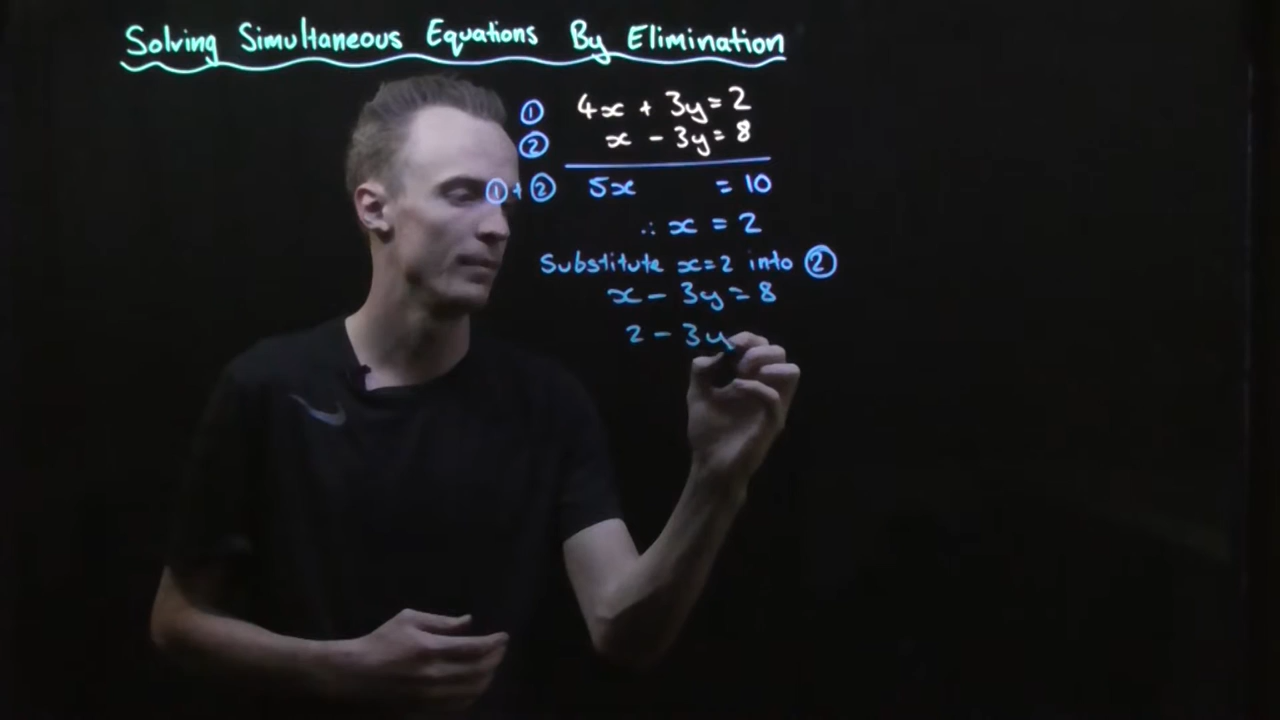 Solving Simultaneous Equations By Elimination
① 4x + 3y = 2
② x - 3y = 8
① + ② 5x = 10
∴ x = 2
Substitute x=2 into ②
x - 3y = 8
2 - 3y